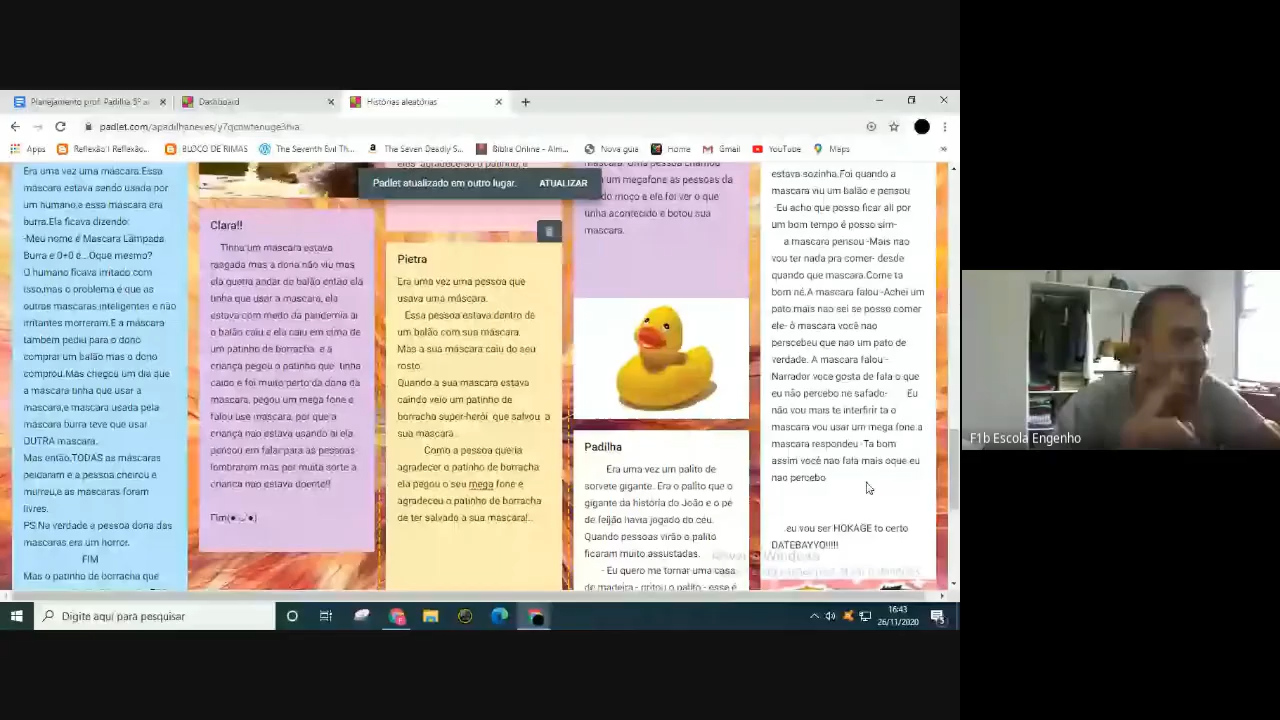 Planejamento prof. Padilha 5º a
Dashboard
Histórias aleatórias
padlet.com/apadilhaneves/y7qcnwtenuge3hva
Apps
Reflexão I Reflexão...
BLOCO DE RIMAS
The Seventh Evil Th...
The Seven Deadly S...
Bíblia Online - Alm...
Nova guia
Home
Gmail
YouTube
Maps
»
Padlet atualizado em outro lugar.
ATUALIZAR
Era uma vez uma máscara.Essa
máscara estava sendo usada por
um humano,e essa máscara era
burra.Ela ficava dizendo:
-Meu nome é Mascara Lâmpada
Burra e 0+0 é...Oque mesmo?
O humano ficava irritado com
isso,mas o problema é que as
outras mascaras inteligentes e não
irritantes morreram.E a máscara
também pediu para o dono
comprar um balão mas o dono
comprou.Mas chegou um dia que
a máscara tinha que usar a
máscara,e máscara usada pela
máscara burra teve que usar
OUTRA mascara.
Mas então,TODAS as máscaras
peidaram e a pessoa cheirou e
murreu,e as mascaras foram
livres.
PS:Na verdade a pessoa dona das
mascaras era um horror.
FIM
Mas o patinho de borracha que
Clara!!
Tinha um mascara estava
rasgada mas a dona não viu mas
ela queria andar de balão então ela
tinha que usar a mascara, ela
estava com medo da pandemia ai
o balão caiu e ela caiu em cima de
um patinho de borracha e a
criança pegou o patinho que tinha
caido e foi muito perto da dona da
mascara, pegou um mega fone e
falou use mascara, por que a
criança nao estava usando ai ela
pensou em falar para as pessoas
lembraram mas por muita sorte a
crianca nao estava doente!!
Fim(●'◡'●)
eles agradeceram o patinho, e
Pietra
Era uma vez uma pessoa que
usava uma máscara.
Essa pessoa estava dentro de
um balão com sua máscara.
Mas a sua máscara caiu do seu
rosto.
Quando a sua mascara estava
caindo veio um patinho de
borracha super-herói que salvou a
sua mascara .
Como a pessoa queria
agradecer o patinho de borracha
ela pegou o seu mega fone e
agradeceu o patinho de borracha
de ter salvado a sua mascara!..
mascara. Uma pessoa chamou
um megafone as pessoas da
do moço e ele foi ver o que
tinha acontecido e botou sua
mascara.
Padilha
Era uma vez um palito de
sorvete gigante. Era o palito que o
gigante da história do João e o pé
de feijão havia jogado do céu.
Quando pessoas virão o palito
ficaram muito assustadas.
- Eu quero me tornar uma casa
de madeira - gritou o palito - esse é
estava sozinha.Foi quando a
mascara viu um balão e pensou
-Eu acho que posso ficar ali por
um bom tempo é posso sim-
a mascara pensou -Mais nao
vou ter nada pra comer- desde
quando que mascara.Come ta
bom né.A mascara falou -Achei um
pato mais nao sei se posso comer
ele- ô mascara você nao
perscebeu que nao um pato de
verdade. A mascara falou -
Narrador voce gosta de fala o que
eu não percebo ne safado- Eu
não vou mais te interfirir ta o
mascara vou usar um mega fone a
mascara respondeu -Ta bom
assim você nao fala mais oque eu
nao percebo
eu vou ser HOKAGE to certo
DATEBAYYO!!!!!
Digite aqui para pesquisar
16:43
26/11/2020
F1b Escola Engenho